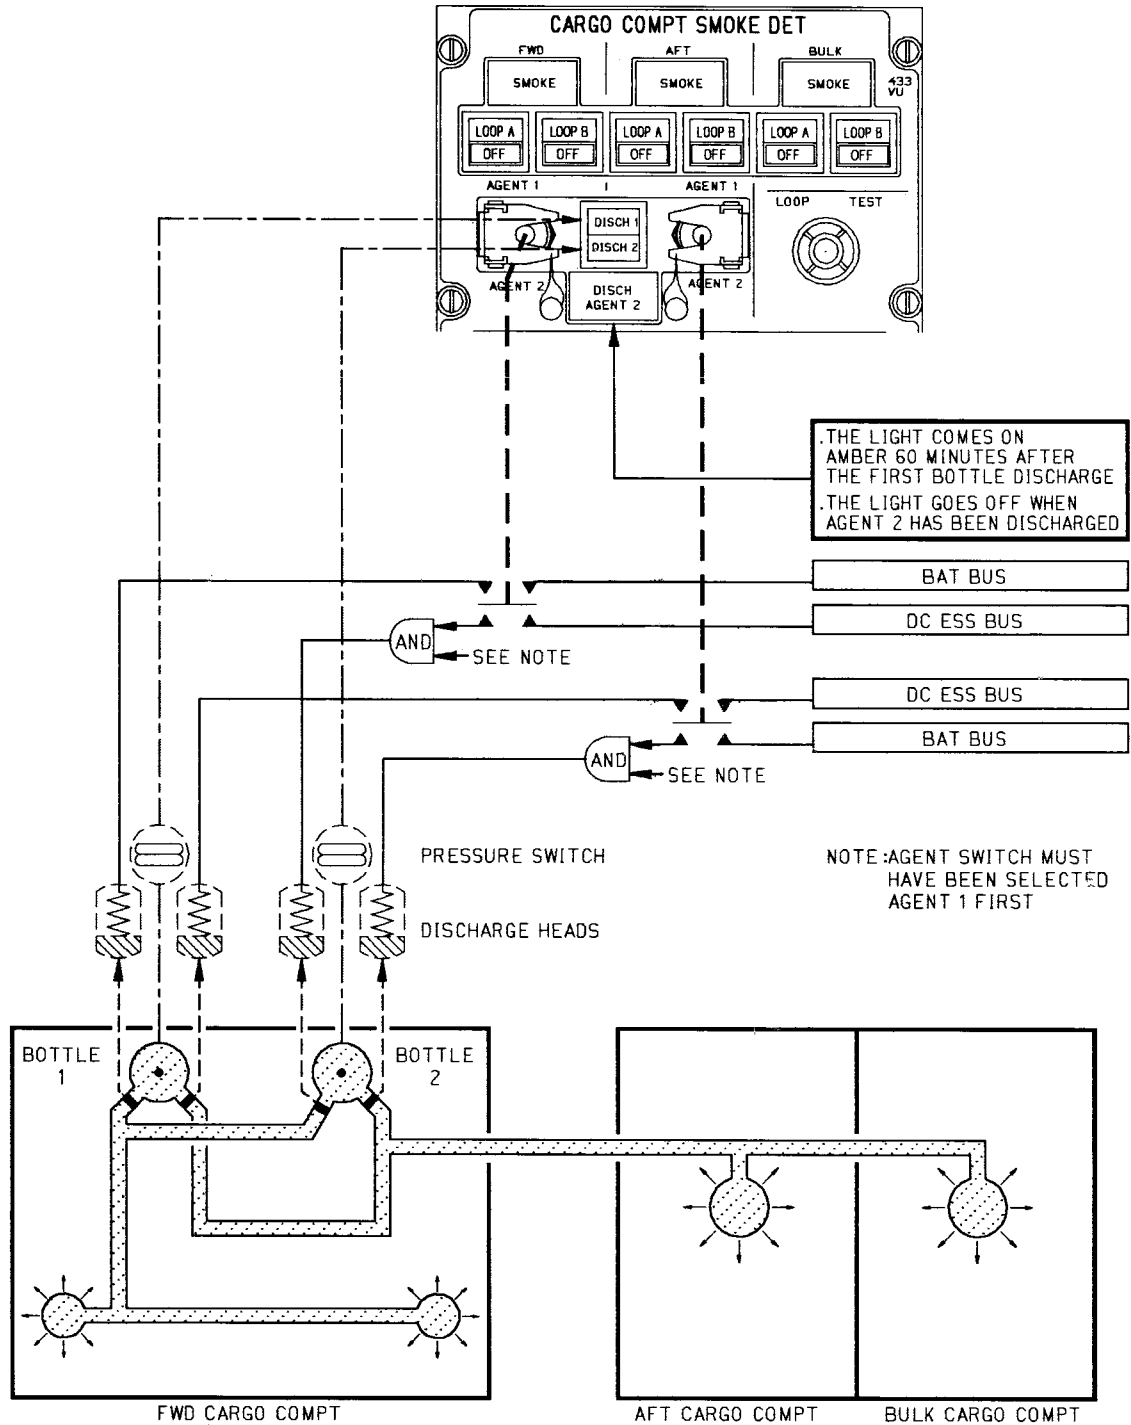 CARGO COMPT SMOKE DET
FWD AFT BULK
SMOKE SMOKE SMOKE
433
VU
LOOP A LOOP B LOOP A LOOP B LOOP A LOOP B
OFF OFF OFF OFF OFF OFF
AGENT 1 AGENT 1
LOOP TEST
DISCH 1
DISCH 2
AGENT 2 AGENT 2
DISCH
AGENT 2
.THE LIGHT COMES ON
AMBER 60 MINUTES AFTER
THE FIRST BOTTLE DISCHARGE
.THE LIGHT GOES OFF WHEN
AGENT 2 HAS BEEN DISCHARGED
BAT BUS
DC ESS BUS
AND
SEE NOTE
DC ESS BUS
BAT BUS
AND
SEE NOTE
PRESSURE SWITCH
NOTE:AGENT SWITCH MUST
HAVE BEEN SELECTED
AGENT 1 FIRST
DISCHARGE HEADS
BOTTLE
1
BOTTLE
2
FWD CARGO COMPT
AFT CARGO COMPT
BULK CARGO COMPT